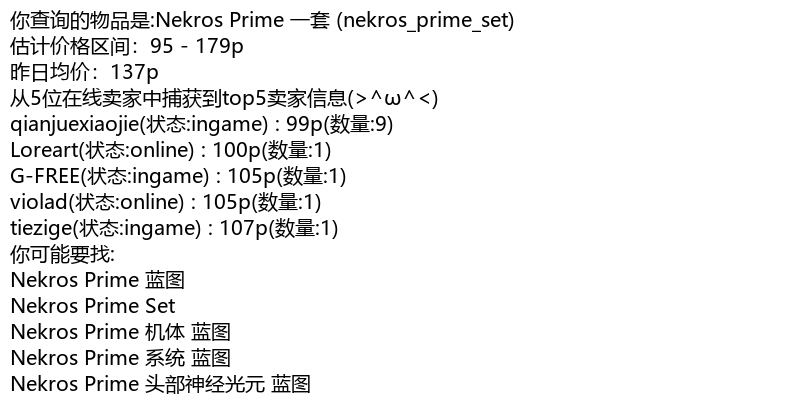 你查询的物品是:Nekros Prime 一套 (nekros_prime_set)
估计价格区间：95 - 179p
昨日均价：137p
从5位在线卖家中捕获到top5卖家信息(>^ω^<)
qianjuexiaojie(状态:ingame) : 99p(数量:9)
Loreart(状态:online) : 100p(数量:1)
G-FREE(状态:ingame) : 105p(数量:1)
violad(状态:online) : 105p(数量:1)
tiezige(状态:ingame) : 107p(数量:1)
你可能要找:
Nekros Prime 蓝图
Nekros Prime Set
Nekros Prime 机体 蓝图
Nekros Prime 系统 蓝图
Nekros Prime 头部神经光元 蓝图